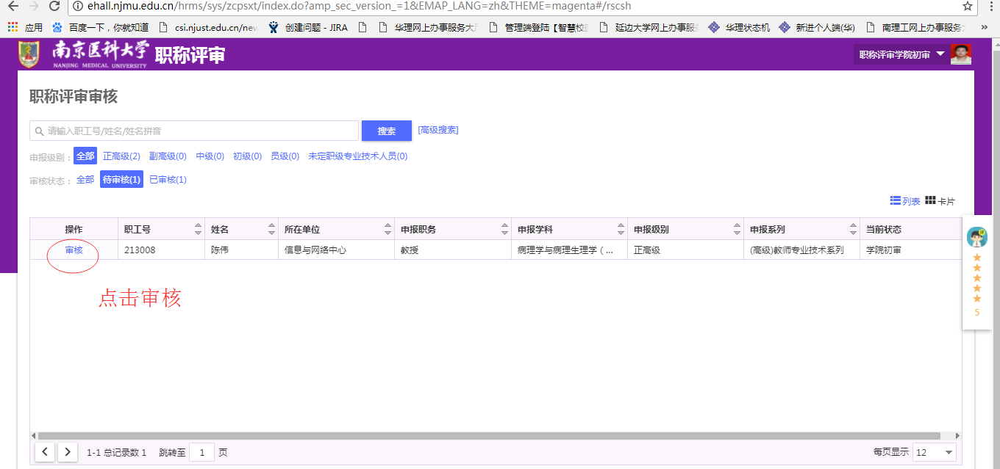 ehall.njmu.edu.cn/hrms/sys/zcpsxt/index.do?amp_sec_version_=1&EMAP_LANG=zh&THEME=magenta#/rscsh
应用 百度一下，你就知道 csi.njust.edu.cn/new 创建问题 - JIRA 华理网上办事服务大厅 管理端登陆【智慧校 延边大学网上办事服务 华理状态机 新进个人端(华) 南理工网上办事服务大 »
南京医科大学 职称评审 职称评审学院初审
NANJING MEDICAL UNIVERSITY
职称评审审核
请输入职工号/姓名/姓名拼音 搜索 [高级搜索]
申报级别： 全部 正高级(2) 副高级(0) 中级(0) 初级(0) 员级(0) 未定职级专业技术人员(0)
审核状态： 全部 待审核(1) 已审核(1)
列表 卡片
操作 职工号 姓名 所在单位 申报职务 申报学科 申报级别 申报系列 当前状态
审核 213008 陈伟 信息与网络中心 教授 病理学与病理生理学（... 正高级 (高级)教师专业技术系列 学院初审
评
点击审核
5
1-1 总记录数 1 跳转至 1 页 每页显示 12